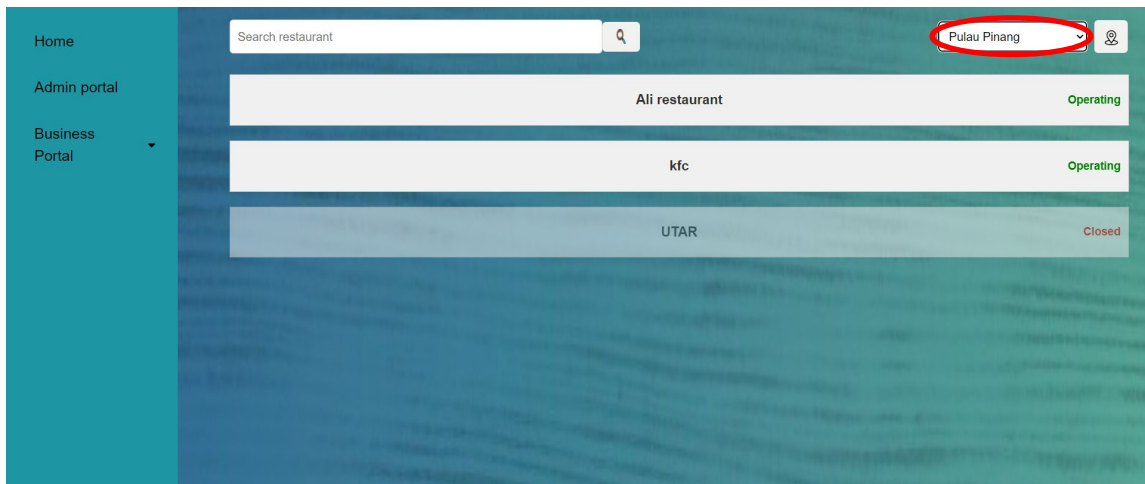 Home
Admin portal
Business
Portal
Search restaurant
Pulau Pinang
Ali restaurant
Operating
kfc
Operating
UTAR
Closed